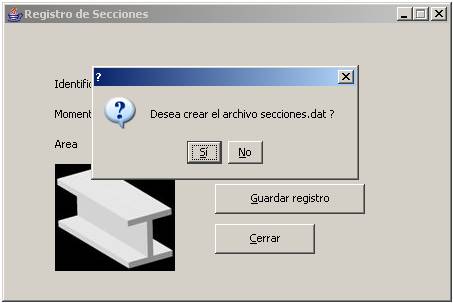 Registro de Secciones
?
Identific
Desea crear el archivo secciones.dat ?
Moment
Area
Sí
No
Guardar registro
Cerrar